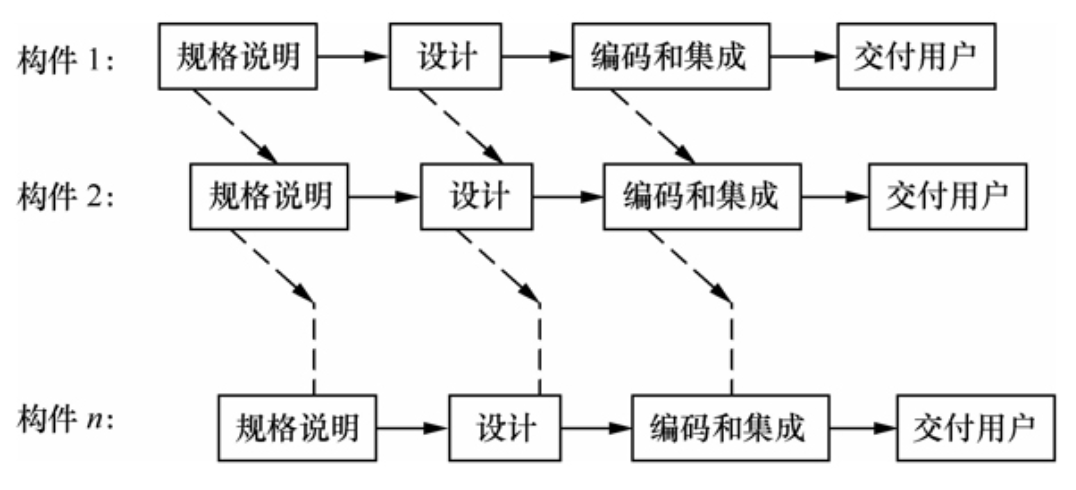 构件 1: 规格说明 设计 编码和集成 交付用户
构件 2: 规格说明 设计 编码和集成 交付用户
构件 n: 规格说明 设计 编码和集成 交付用户